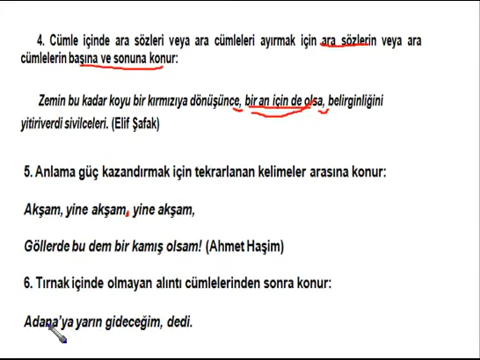 4. Cümle içinde ara sözleri veya ara cümleleri ayırmak için ara sözlerin veya ara
cümlelerin başına ve sonuna konur:
Zemin bu kadar koyu bir kırmızıya dönüşünce, bir an için de olsa, belirginliğini
yitiriverdi sivilceleri. (Elif Şafak)
5. Anlama güç kazandırmak için tekrarlanan kelimeler arasına konur:
Akşam, yine akşam, yine akşam,
Göllerde bu dem bir kamış olsam! (Ahmet Haşim)
6. Tırnak içinde olmayan alıntı cümlelerinden sonra konur:
Adana’ya yarın gideceğim, dedi.